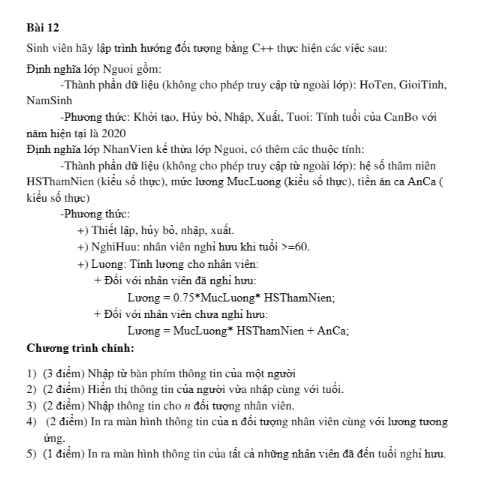 Bài 12
Sinh viên hãy lập trình hướng đối tượng bằng C++ thực hiện các việc sau:
Định nghĩa lớp Nguoi gồm:
-Thành phần dữ liệu (không cho phép truy cập từ ngoài lớp): HoTen, GioiTinh,
NamSinh
-Phương thức: Khởi tạo, Hủy bỏ, Nhập, Xuất, Tuoi: Tính tuổi của CanBo với
năm hiện tại là 2020
Định nghĩa lớp NhanVien kế thừa lớp Nguoi, có thêm các thuộc tính:
-Thành phần dữ liệu (không cho phép truy cập từ ngoài lớp): hệ số thâm niên
HSThamNien (kiểu số thực), mức lương MucLuong (kiểu số thực), tiền ăn ca AnCa (
kiểu số thực)
-Phương thức:
+) Thiết lập, hủy bỏ, nhập, xuất.
+) NghiHuu: nhân viên nghỉ hưu khi tuổi >=60.
+) Luong: Tính lương cho nhân viên:
+ Đối với nhân viên đã nghỉ hưu:
Lương = 0.75*MucLuong* HSThamNien;
+ Đối với nhân viên chưa nghỉ hưu:
Lương = MucLuong* HSThamNien + AnCa;
Chương trình chính:
1) (3 điểm) Nhập từ bàn phím thông tin của một người
2) (2 điểm) Hiển thị thông tin của người vừa nhập cùng với tuổi.
3) (2 điểm) Nhập thông tin cho n đối tượng nhân viên.
4) (2 điểm) In ra màn hình thông tin của n đối tượng nhân viên cùng với lương tương
ứng.
5) (1 điểm) In ra màn hình thông tin của tất cả những nhân viên đã đến tuổi nghỉ hưu.